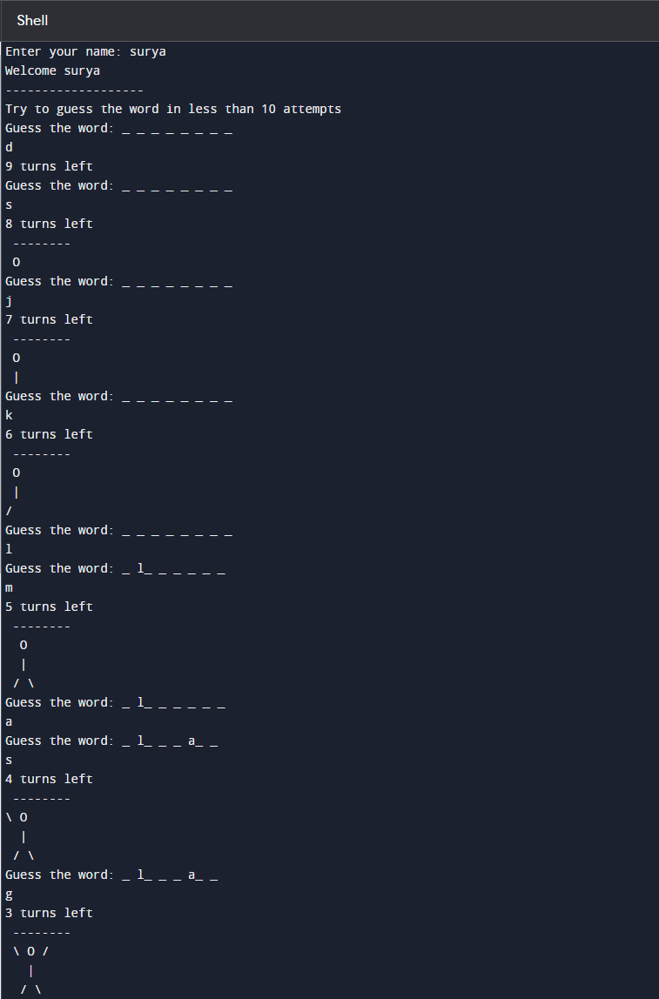 Shell
Enter your name: surya
Welcome surya
-------------------
Try to guess the word in less than 10 attempts
Guess the word: _ _ _ _ _ _ _ _
d
9 turns left
Guess the word: _ _ _ _ _ _ _ _
s
8 turns left
 --------
 O
Guess the word: _ _ _ _ _ _ _ _
j
7 turns left
 --------
 O
 |
Guess the word: _ _ _ _ _ _ _ _
k
6 turns left
 --------
 O
 |
/
Guess the word: _ _ _ _ _ _ _ _
l
Guess the word: _ l_ _ _ _ _ _
m
5 turns left
 --------
  O
  |
 / \
Guess the word: _ l_ _ _ _ _ _
a
Guess the word: _ l_ _ _ a_ _
s
4 turns left
 --------
\ O
  |
 / \
Guess the word: _ l_ _ _ a_ _
g
3 turns left
 --------
 \ O /
   |
  / \